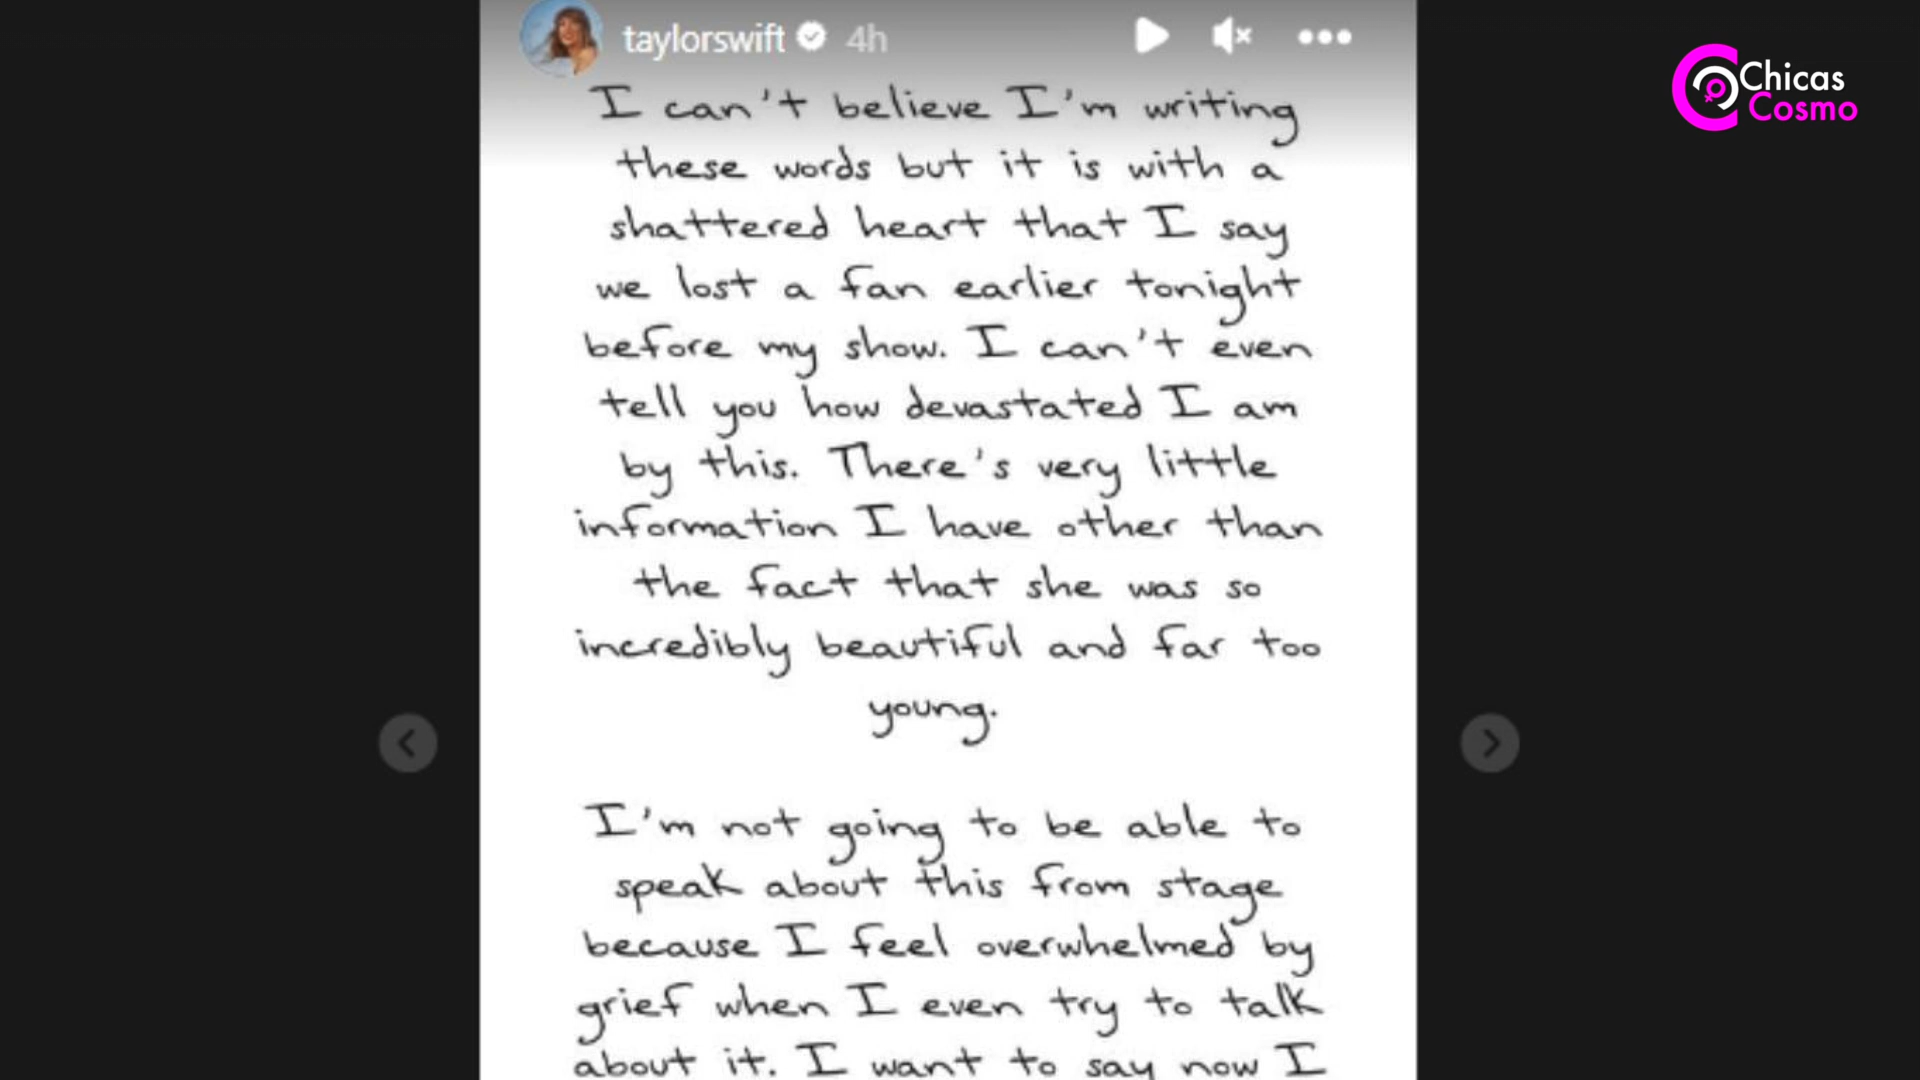 taylorswift 4h
Chicas
Cosmo
I can't believe I'm writing
these words but it is with a
shattered heart that I say
we lost a fan earlier tonight
before my show. I can't even
tell you how devastated I am
by this. There's very little
information I have other than
the fact that she was so
incredibly beautiful and far too
young.
I'm not going to be able to
speak about this from stage
because I feel overwhelmed by
grief when I even try to talk
about it. I want to say now I